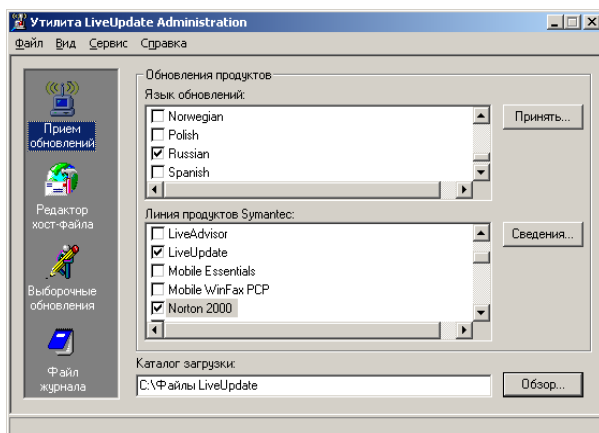 Утилита LiveUpdate Administration
Файл Вид Сервис Справка
Прием
обновлений
Редактор
хост-файла
Выборочные
обновления
Файл
журнала
Обновления продуктов
Язык обновлений:
Norwegian
Polish
Russian
Spanish
Принять...
Линия продуктов Symantec:
LiveAdvisor
LiveUpdate
Mobile Essentials
Mobile WinFax PCP
Norton 2000
Сведения...
Каталог загрузки:
C:\Файлы LiveUpdate
Обзор...